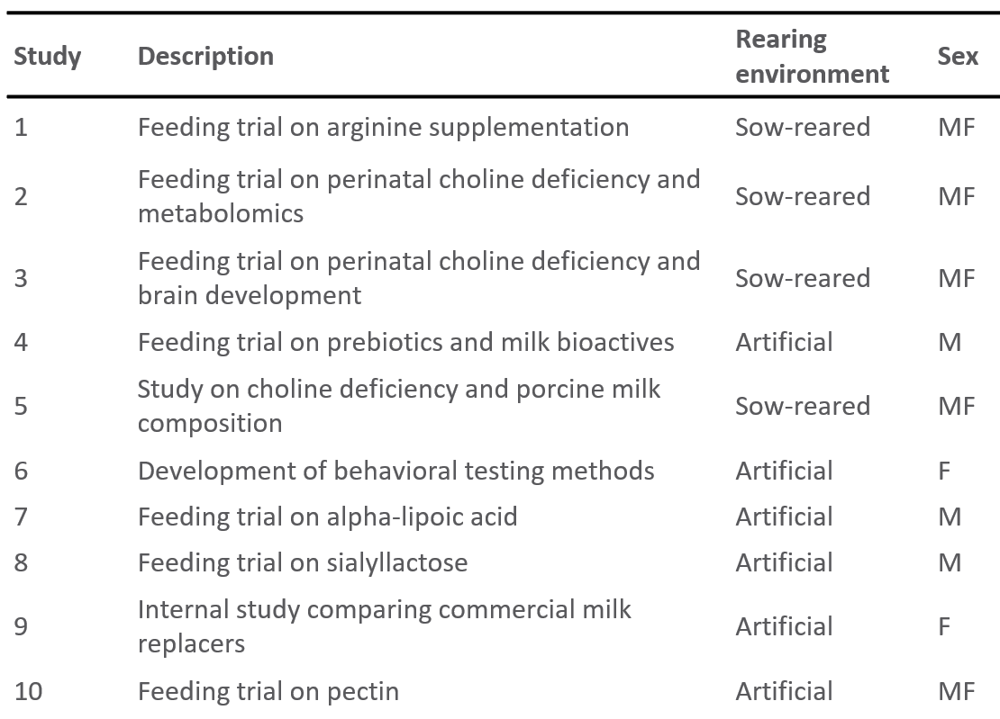 Study Description Rearing environment Sex
1 Feeding trial on arginine supplementation Sow-reared MF
2 Feeding trial on perinatal choline deficiency and metabolomics Sow-reared MF
3 Feeding trial on perinatal choline deficiency and brain development Sow-reared MF
4 Feeding trial on prebiotics and milk bioactives Artificial M
5 Study on choline deficiency and porcine milk composition Sow-reared MF
6 Development of behavioral testing methods Artificial F
7 Feeding trial on alpha-lipoic acid Artificial M
8 Feeding trial on sialyllactose Artificial M
9 Internal study comparing commercial milk replacers Artificial F
10 Feeding trial on pectin Artificial MF